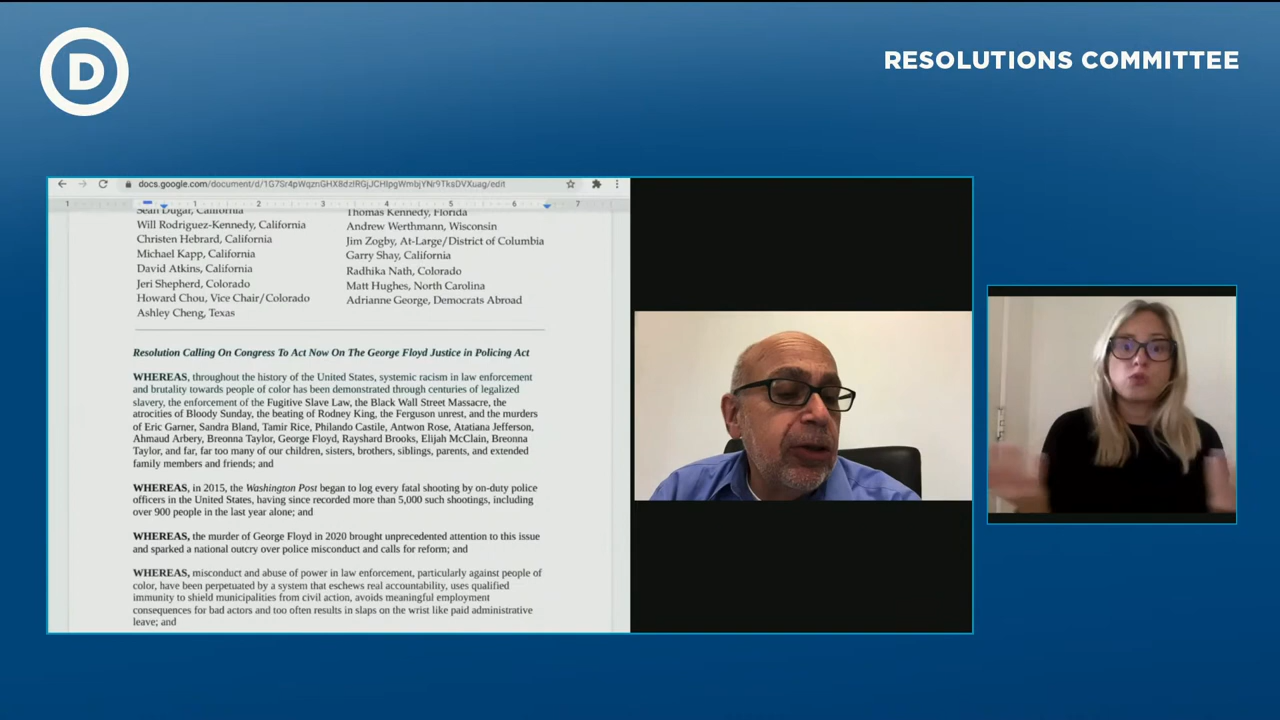 D
RESOLUTIONS COMMITTEE
docs.google.com/document/d/1G7Sr4pWqznGHXBdzIRGjJCHlpgWmbjYNr9TksDVXuag/edit
1 1 2 3 4 5 6 7
Sean Dugar, California
Will Rodriguez-Kennedy, California
Christen Hebrard, California
Michael Kapp, California
David Atkins, California
Jeri Shepherd, Colorado
Howard Chou, Vice Chair/Colorado
Ashley Cheng, Texas
Thomas Kennedy, Florida
Andrew Werthmann, Wisconsin
Jim Zogby, At-Large/District of Columbia
Garry Shay, California
Radhika Nath, Colorado
Matt Hughes, North Carolina
Adrianne George, Democrats Abroad
Resolution Calling On Congress To Act Now On The George Floyd Justice in Policing Act
WHEREAS, throughout the history of the United States, systemic racism in law enforcement
and brutality towards people of color has been demonstrated through centuries of legalized
slavery, the enforcement of the Fugitive Slave Law, the Black Wall Street Massacre, the
atrocities of Bloody Sunday, the beating of Rodney King, the Ferguson unrest, and the murders
of Eric Garner, Sandra Bland, Tamir Rice, Philando Castile, Antwon Rose, Atatiana Jefferson,
Ahmaud Arbery, Breonna Taylor, George Floyd, Rayshard Brooks, Elijah McClain, Breonna
Taylor, and far, far too many of our children, sisters, brothers, siblings, parents, and extended
family members and friends; and
WHEREAS, in 2015, the Washington Post began to log every fatal shooting by on-duty police
officers in the United States, having since recorded more than 5,000 such shootings, including
over 900 people in the last year alone; and
WHEREAS, the murder of George Floyd in 2020 brought unprecedented attention to this issue
and sparked a national outcry over police misconduct and calls for reform; and
WHEREAS, misconduct and abuse of power in law enforcement, particularly against people of
color, have been perpetuated by a system that eschews real accountability, uses qualified
immunity to shield municipalities from civil action, avoids meaningful employment
consequences for bad actors and too often results in slaps on the wrist like paid administrative
leave; and